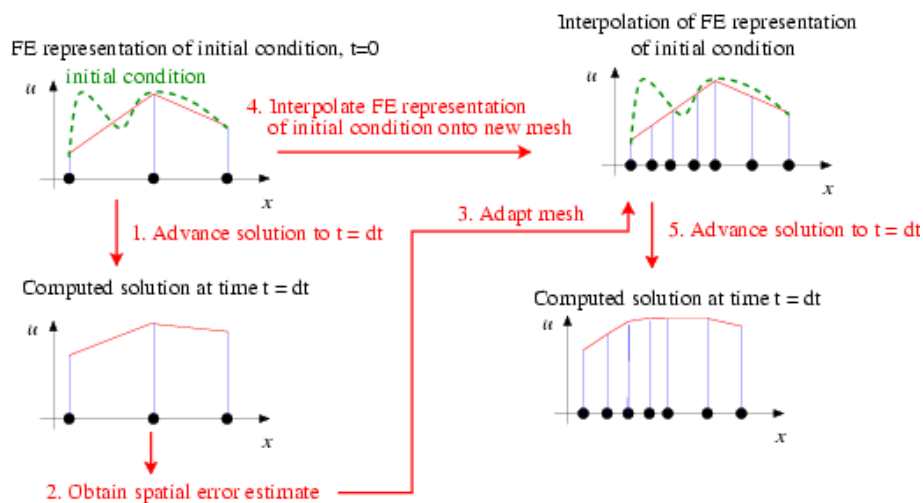 FE representation of initial condition, t=0
initial condition
u
x
4. Interpolate FE representation
of initial condition onto new mesh
Interpolation of FE representation
of initial condition
u
x
1. Advance solution to t = dt
3. Adapt mesh
5. Advance solution to t = dt
Computed solution at time t = dt
u
x
Computed solution at time t = dt
u
x
2. Obtain spatial error estimate